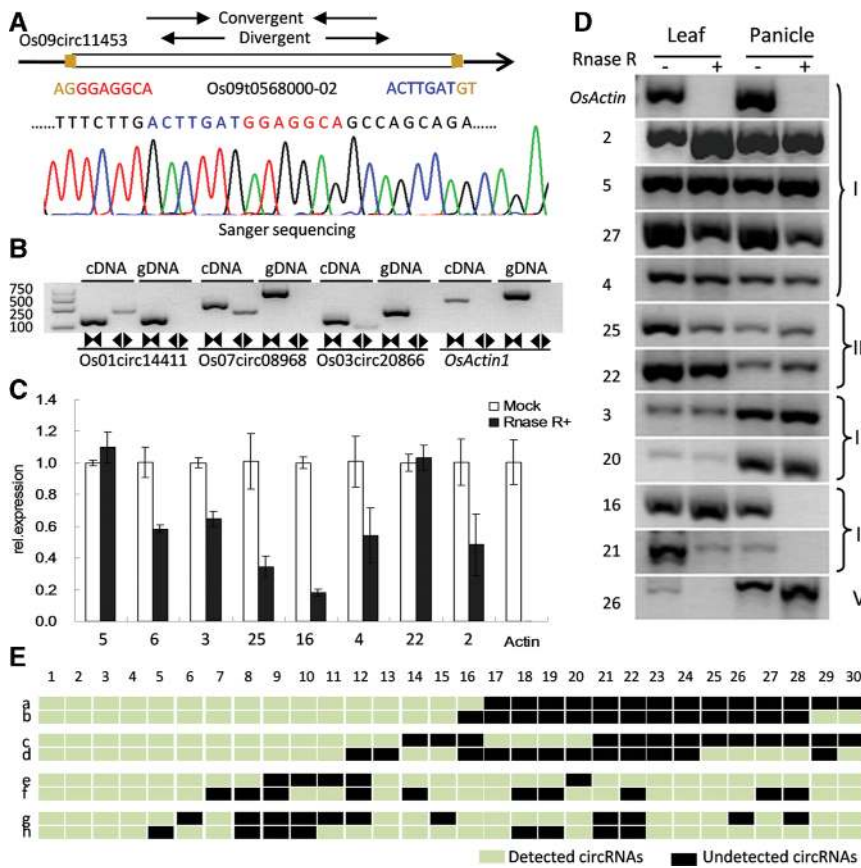 A
Convergent
Os09circ11453
Divergent
AGGGAGGCA Os09t0568000-02 ACTTGATGT
......TTTCTTGACTTGATGGAGGCAGCCAGCAGA......
Sanger sequencing
B
cDNA gDNA cDNA gDNA cDNA gDNA cDNA gDNA
750
500
250
100
Os01circ14411 Os07circ08968 Os03circ20866 OsActin1
C
Mock
Rnase R+
rel.expression
1.4
1.2
1.0
0.8
0.6
0.4
0.2
0.0
5 6 3 25 16 4 22 2 Actin
D
Leaf Panicle
Rnase R - + - +
OsActin
2
5
27
4
I
25
22
II
3
20
I
16
21
I
26
V
E
1 2 3 4 5 6 7 8 9 10 11 12 13 14 15 16 17 18 19 20 21 22 23 24 25 26 27 28 29 30
a
b
c
d
e
f
g
h
Detected circRNAs Undetected circRNAs